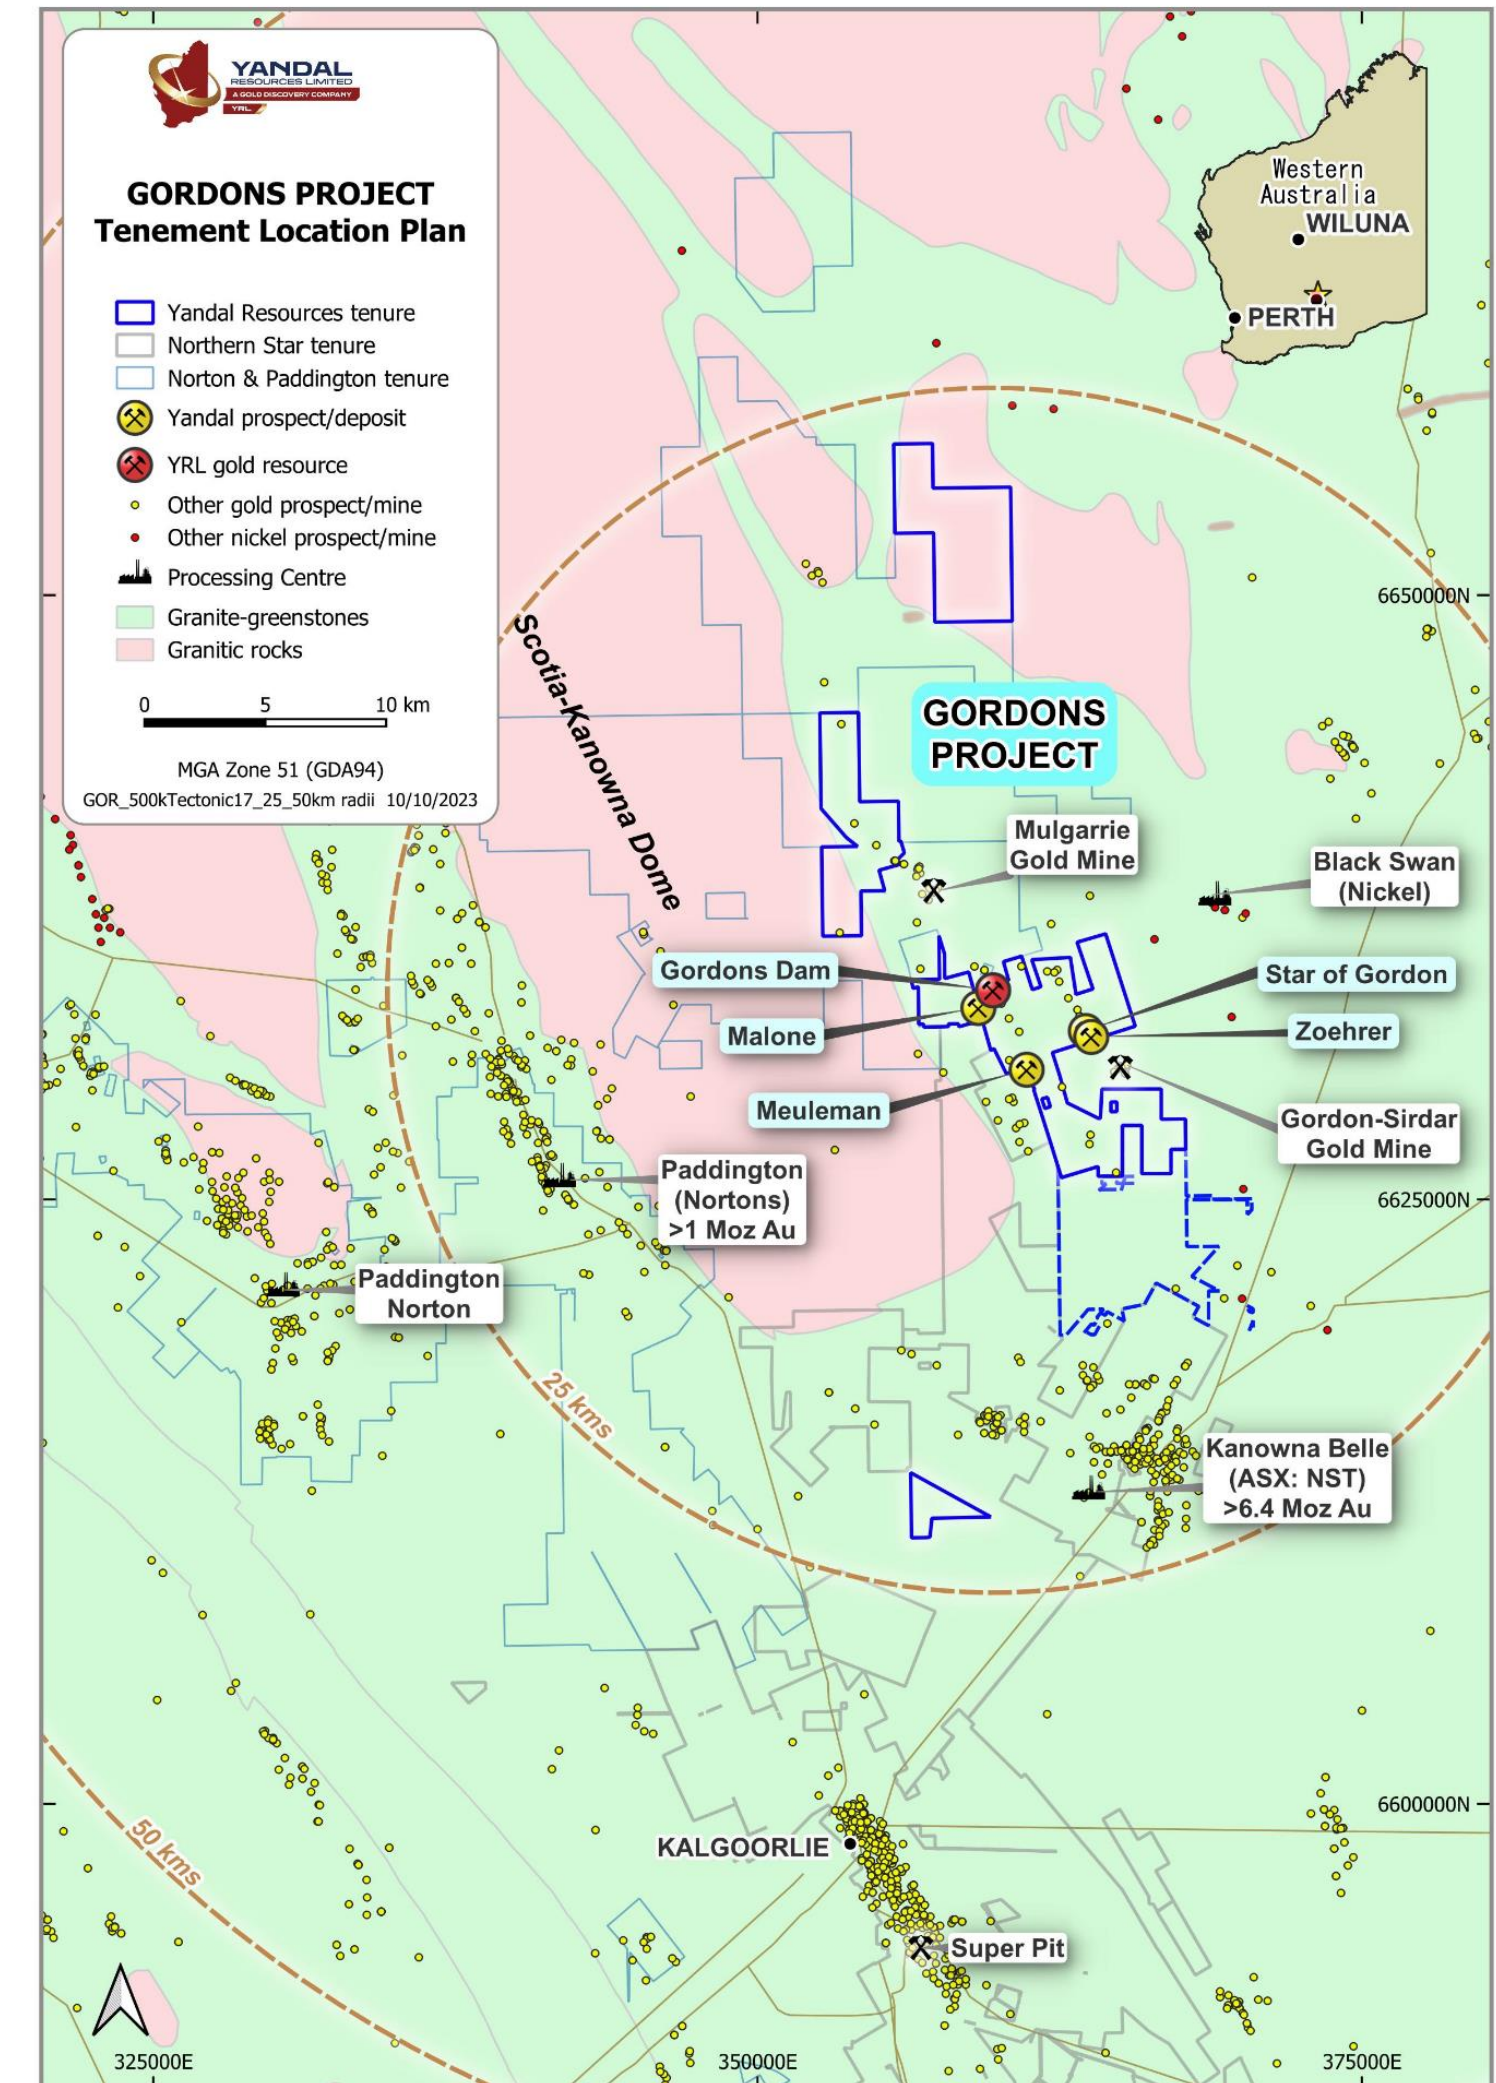 YANDAL
RESOURCES LIMITED
A GOLD DISCOVERY COMPANY
YRL
GORDONS PROJECT
Tenement Location Plan
Yandal Resources tenure
Northern Star tenure
Norton & Paddington tenure
Yandal prospect/deposit
YRL gold resource
Other gold prospect/mine
Other nickel prospect/mine
Processing Centre
Granite-greenstones
Granitic rocks
0 5 10 km
MGA Zone 51 (GDA94)
GOR_500kTectonic17_25_50km radii 10/10/2023
Western
Australia
WILUNA
PERTH
6650000N
Scotia-Kanowna Dome
GORDONS
PROJECT
Mulgarrie
Gold Mine
Black Swan
(Nickel)
Gordons Dam
Star of Gordon
Malone
Zoehrer
Meuleman
Gordon-Sirdar
Gold Mine
Paddington
(Nortons)
>1 Moz Au
6625000N
Paddington
Norton
25 kms
Kanowna Belle
(ASX: NST)
>6.4 Moz Au
6600000N
KALGOORLIE
50 kms
Super Pit
325000E
350000E
375000E